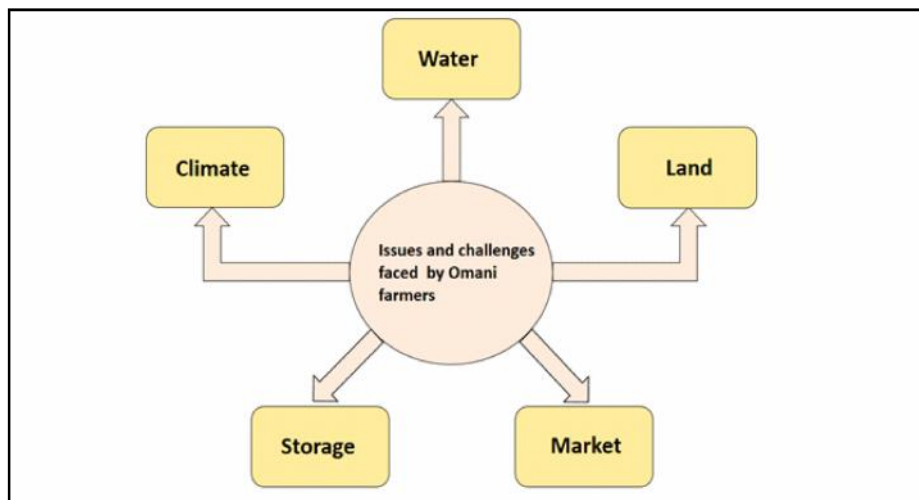 Water
Climate
Land
Issues and challenges
faced by Omani
farmers
Storage
Market